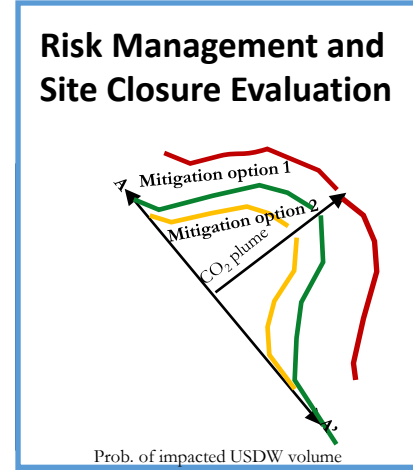 Risk Management and
Site Closure Evaluation
A
Mitigation option 1
Mitigation option 2
CO₂ plume
A'
Prob. of impacted USDW volume